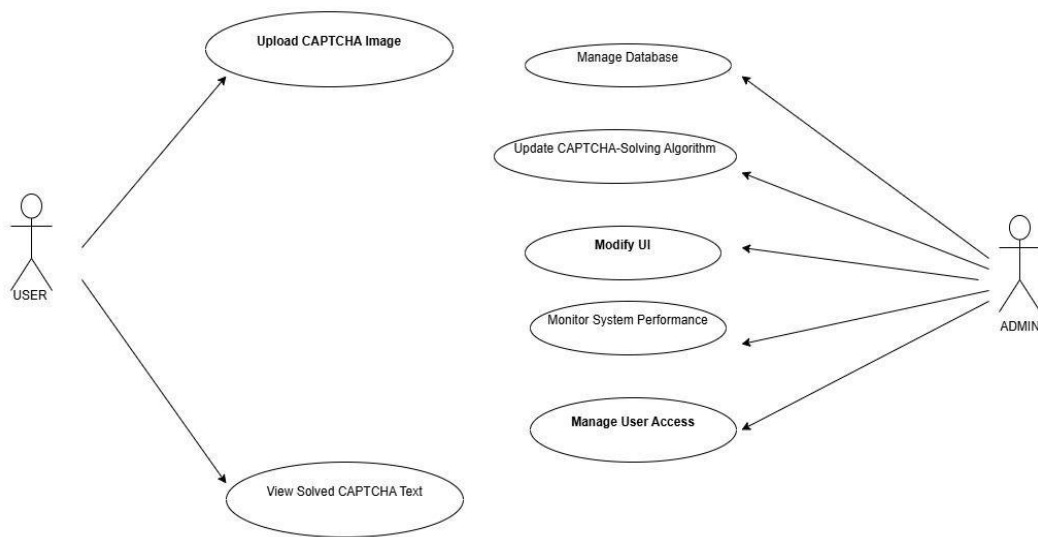 Upload CAPTCHA Image
Manage Database
Update CAPTCHA-Solving Algorithm
Modify UI
USER
Monitor System Performance
ADMIN
Manage User Access
View Solved CAPTCHA Text